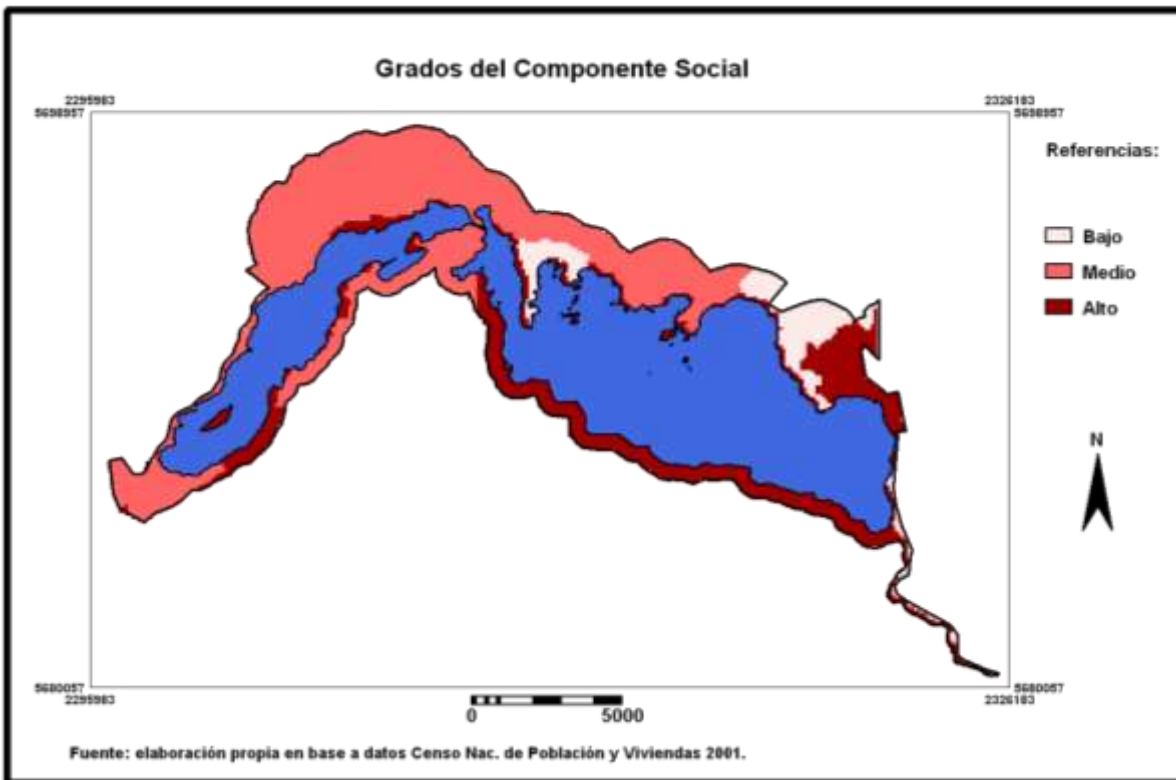 Grados del Componente Social
2295983
2326183
5698957
5698957
Referencias:
Bajo
Medio
Alto
N
5680057
5680057
2295983
2326183
0
5000
Fuente: elaboración propia en base a datos Censo Nac. de Población y Viviendas 2001.